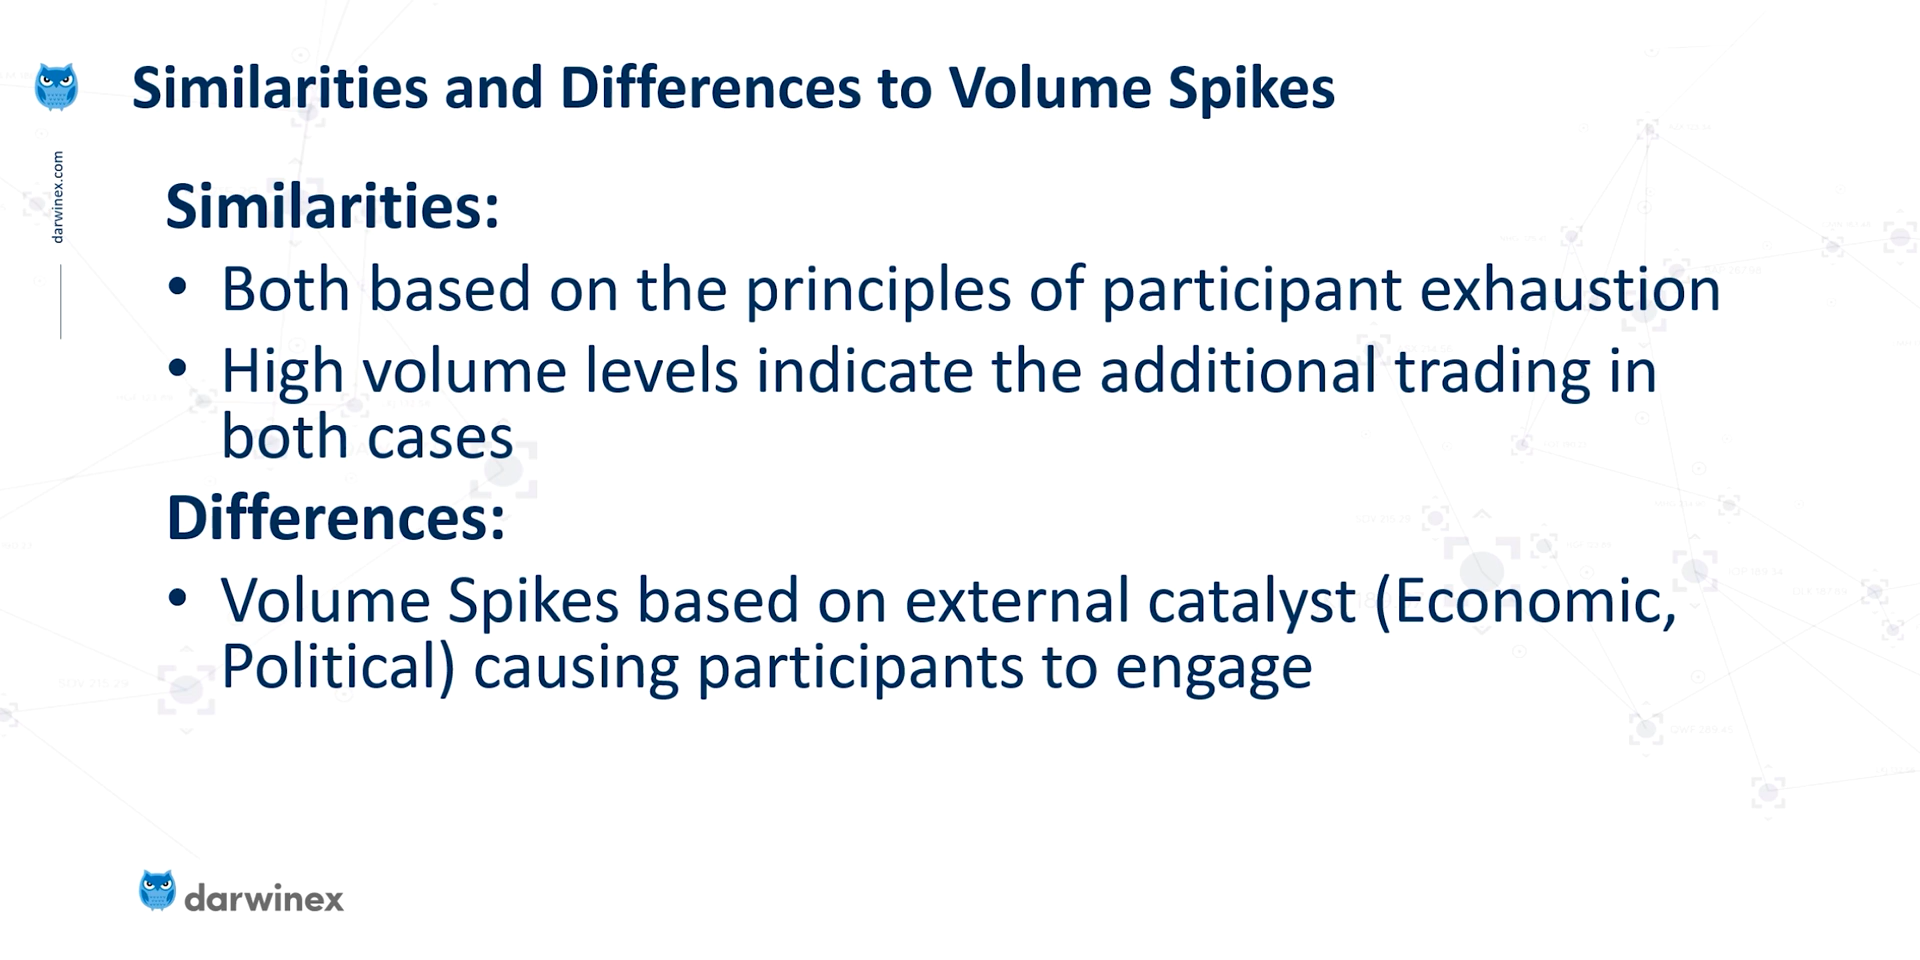 Similarities and Differences to Volume Spikes
darwinex.com
Similarities:
• Both based on the principles of participant exhaustion
• High volume levels indicate the additional trading in
both cases
Differences:
• Volume Spikes based on external catalyst (Economic,
Political) causing participants to engage
darwinex